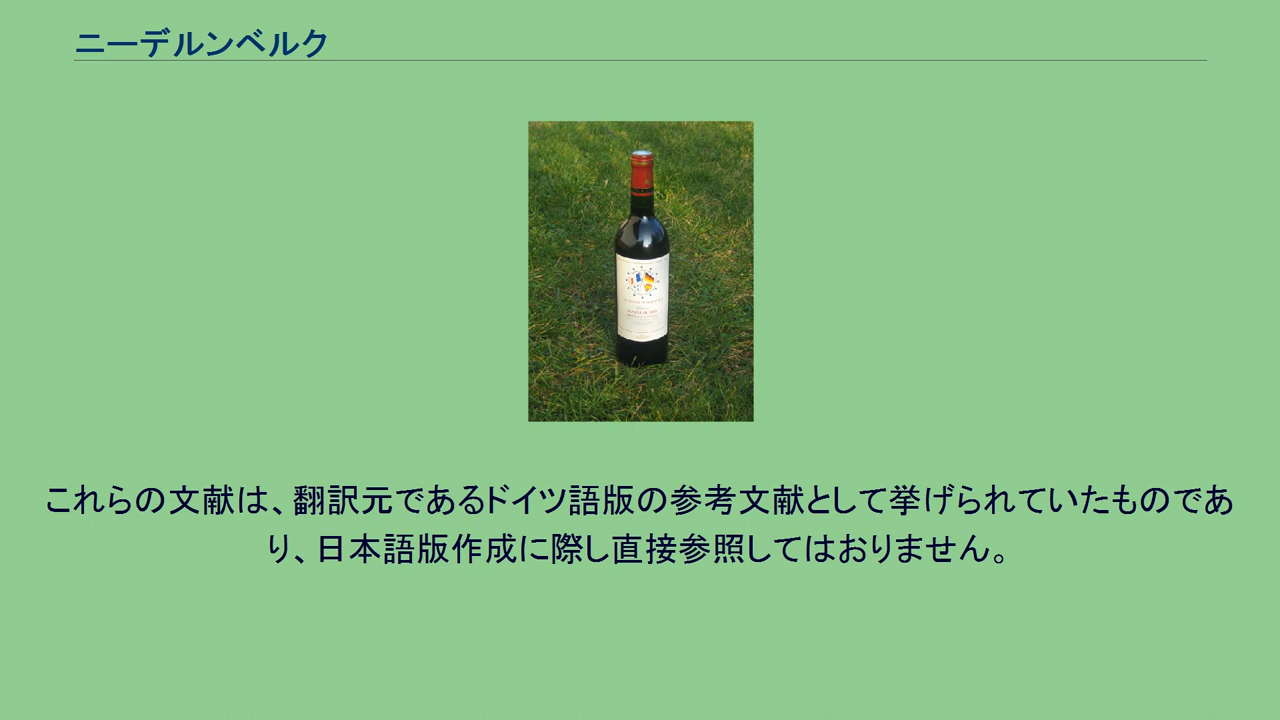 ニーデルンベルク
これらの文献は、翻訳元であるドイツ語版の参考文献として挙げられていたものであ
り、日本語版作成に際し直接参照してはおりません。